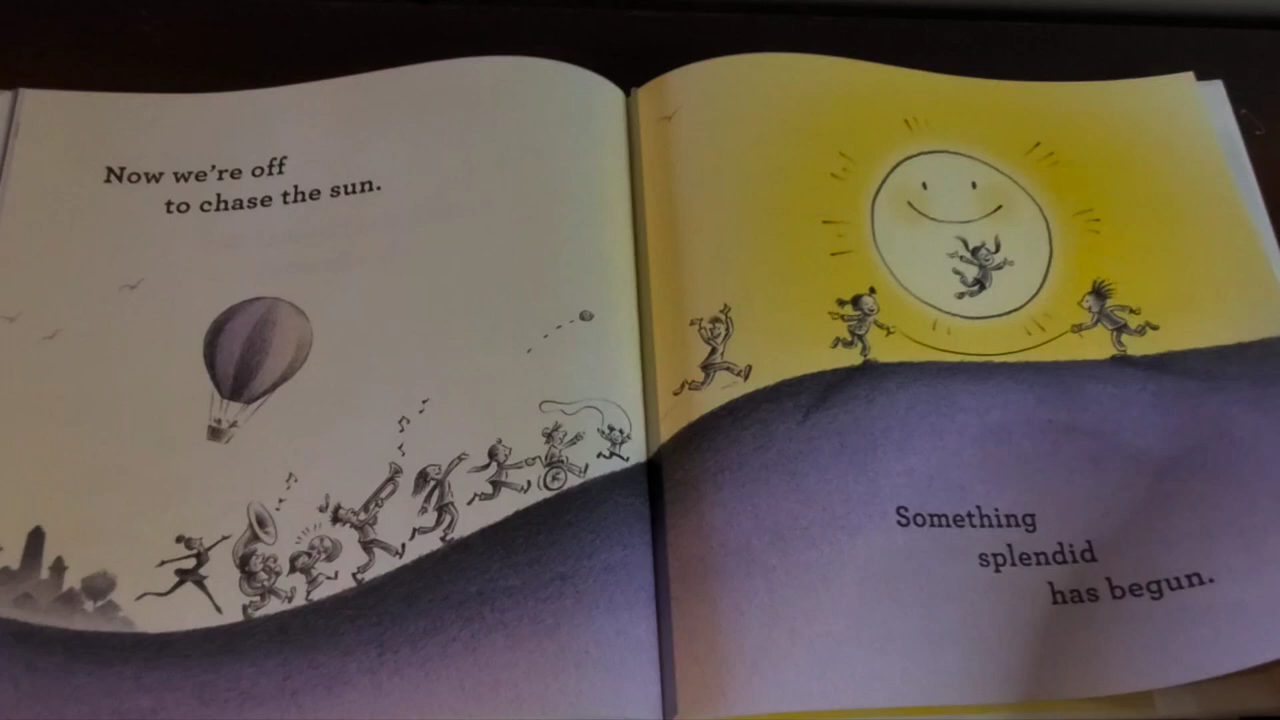 Now we're off
to chase the sun.
Something
splendid
has begun.